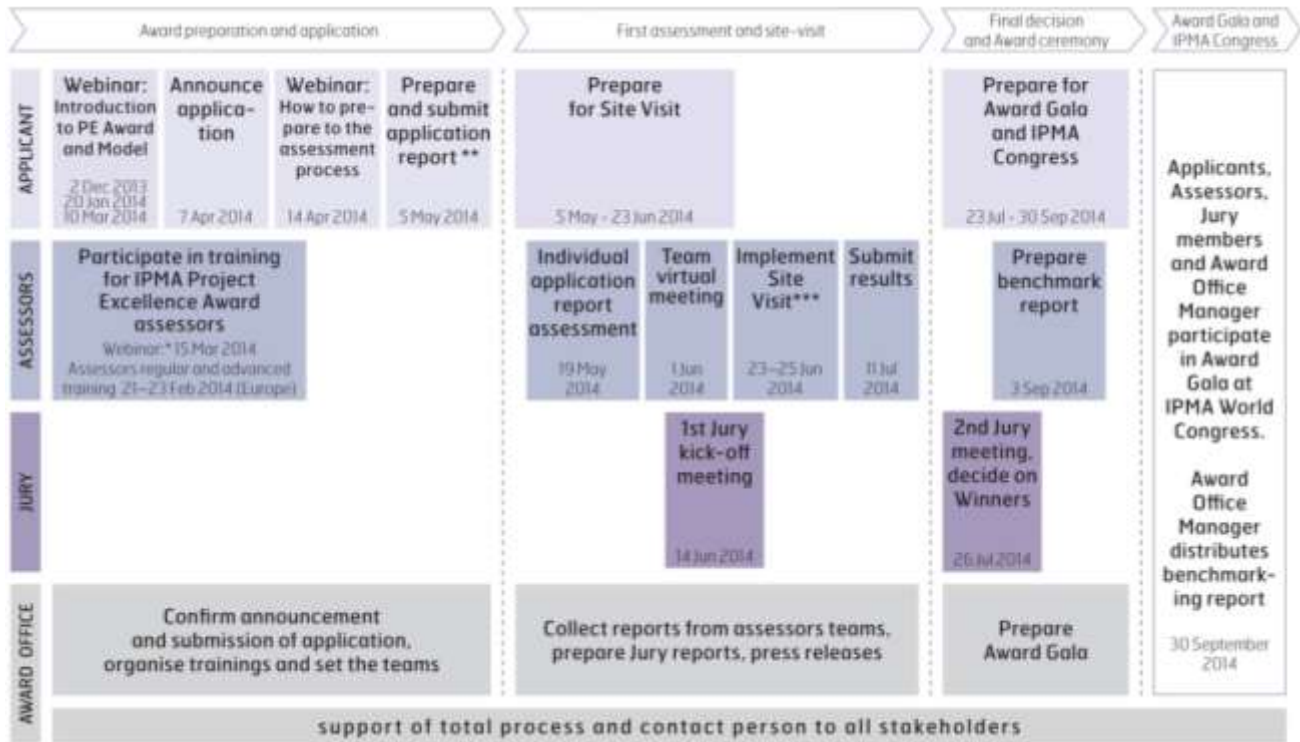 Award preparation and application
First assessment and site-visit
Final decision
and Award ceremony
Award Gala and
IPMA Congress
APPLICANT
Webinar:
Introduction
to PE Award
and Model
2 Dec 2013
20 Jan 2014
10 Mar 2014
Announce
applica-
tion
7 Apr 2014
Webinar:
How to pre-
pare to the
assessment
process
14 Apr 2014
Prepare
and submit
application
report **
5 May 2014
Prepare
for Site Visit
5 May - 23 Jun 2014
Prepare for
Award Gala
and IPMA
Congress
23 Jul - 30 Sep 2014
ASSESSORS
Participate in training
for IPMA Project
Excellence Award
assessors
Webinar:* 15 Mar 2014
Assessors regular and advanced
training 21–23 Feb 2014 (Europe)
Individual
application
report
assessment
19 May
2014
Team
virtual
meeting
1 Jun
2014
Implement
Site
Visit***
23–25 Jun
2014
Submit
results
11 Jul
2014
Prepare
benchmark
report
3 Sep 2014
JURY
1st Jury
kick-off
meeting
14 Jun 2014
2nd Jury
meeting,
decide on
Winners
26 Jul 2014
AWARD OFFICE
Confirm announcement
and submission of application,
organise trainings and set the teams
Collect reports from assessors teams,
prepare Jury reports, press releases
Prepare
Award Gala
support of total process and contact person to all stakeholders
Applicants,
Assessors,
Jury
members
and Award
Office
Manager
participate
in Award
Gala at
IPMA World
Congress.
Award
Office
Manager
distributes
benchmark-
ing report
30 September
2014